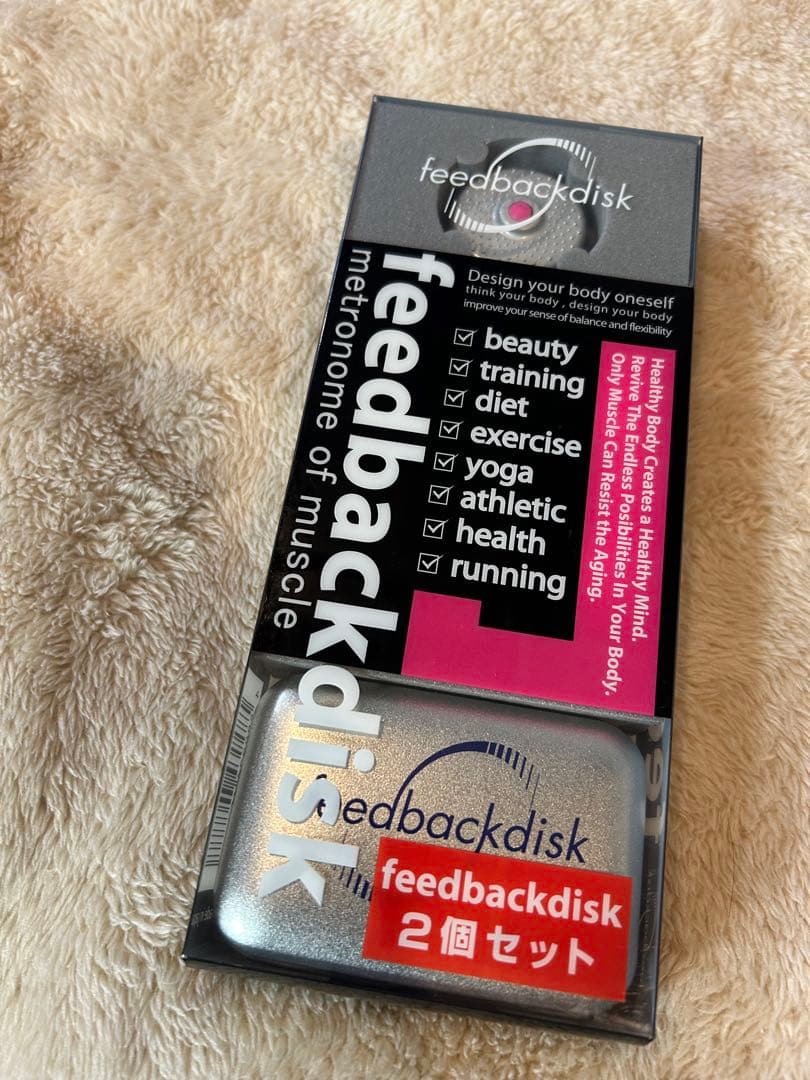 feedbackdisk
feedbackdisk
metronome of muscle
Design your body oneself
think your body , design your body
improve your sense of balance and flexibility
beauty
training
diet
exercise
yoga
athletic
health
running
Healthy Body Creates a Healthy Mind.
Revive The Endless Posibilities In Your Body.
Only Muscle Can Resist the Aging.
feedbackdisk
feedbackdisk
2個セット